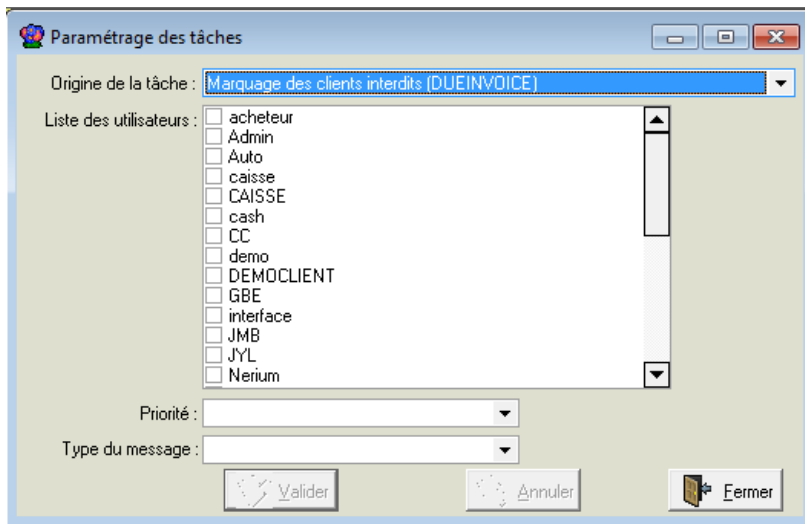 Paramétrage des tâches
Origine de la tâche : Marquage des clients interdits (DUEINVOICE)
Liste des utilisateurs :
acheteur
Admin
Auto
caisse
CAISSE
cash
CC
demo
DEMOCLIENT
GBE
interface
JMB
JYL
Nerium
Priorité :
Type du message :
Valider Annuler Fermer